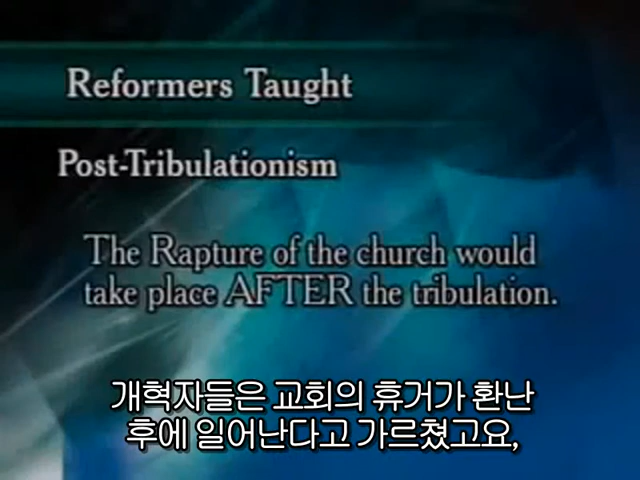 Reformers Taught
Post-Tribulationism
The Rapture of the church would
take place AFTER the tribulation.
개혁자들은 교회의 휴거가 환난
후에 일어난다고 가르쳤고요,